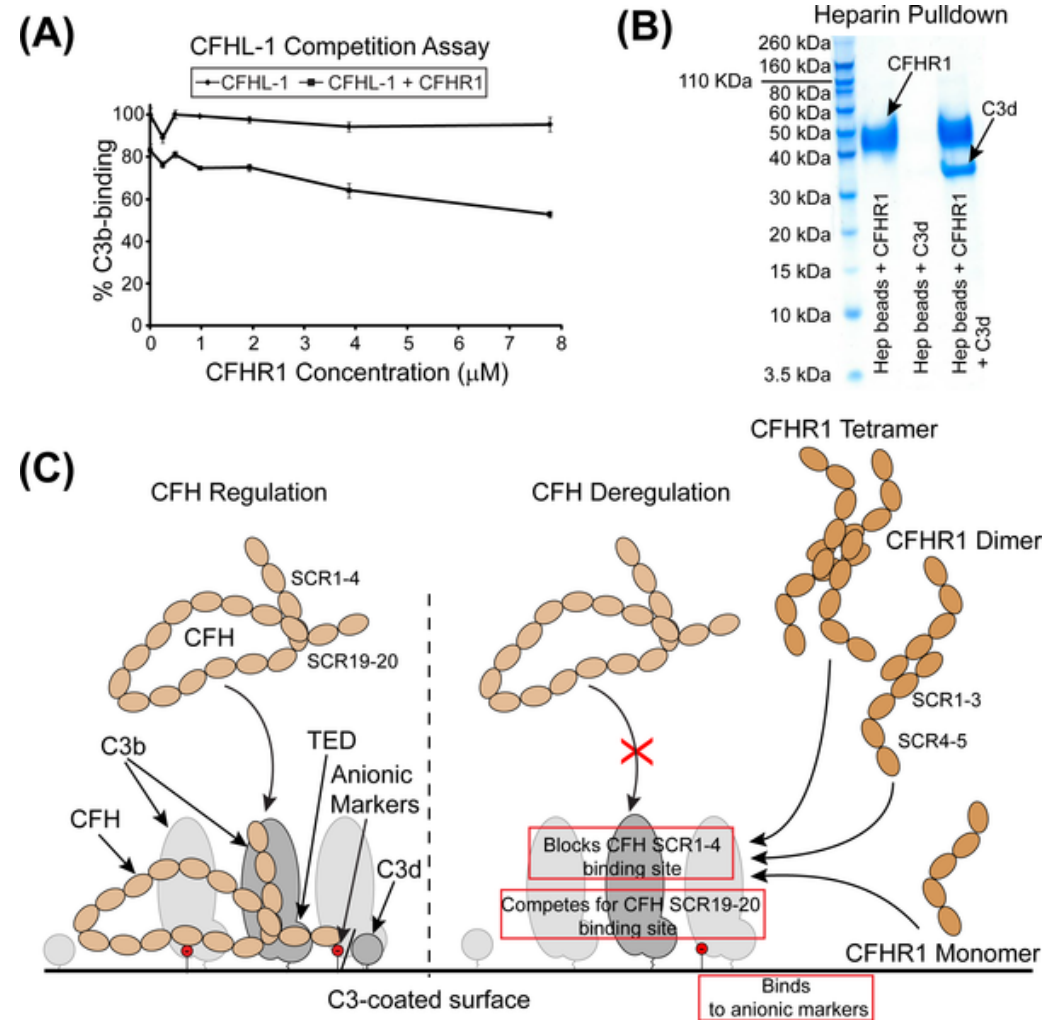 (A)
CFHL-1 Competition Assay
CFHL-1 CFHL-1 + CFHR1
% C3b-binding
100
80
60
40
20
0
0 1 2 3 4 5 6 7 8
CFHR1 Concentration (μM)
(B)
Heparin Pulldown
260 kDa
160 kDa
110 KDa
80 kDa
60 kDa
50 kDa
40 kDa
30 kDa
20 kDa
15 kDa
10 kDa
3.5 kDa
CFHR1
C3d
Hep beads + CFHR1
Hep beads + C3d
Hep beads + CFHR1
+ C3d
(C)
CFH Regulation
SCR1-4
CFH
SCR19-20
C3b
TED
Anionic
Markers
CFH
C3d
CFH Deregulation
CFHR1 Tetramer
CFHR1 Dimer
SCR1-3
SCR4-5
Blocks CFH SCR1-4
binding site
Competes for CFH SCR19-20
binding site
CFHR1 Monomer
C3-coated surface
Binds
to anionic markers